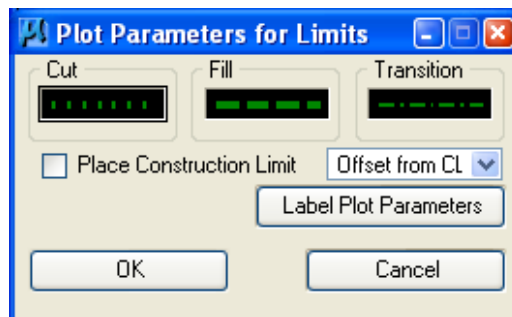 Plot Parameters for Limits
Cut Fill Transition
Place Construction Limit Offset from CL
Label Plot Parameters
OK Cancel